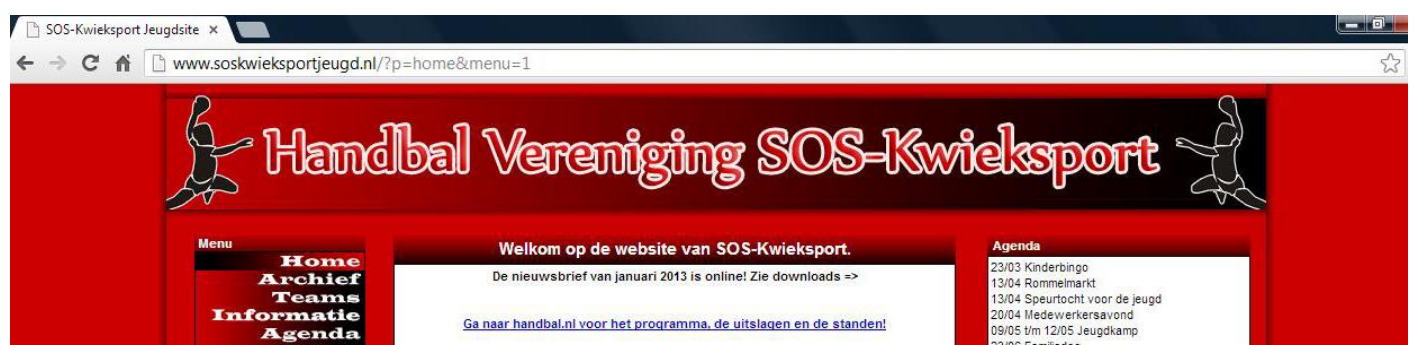 SOS-Kwieksport Jeugdsite ×
www.soskwieksportjeugd.nl/?p=home&menu=1
Handbal Vereniging SOS-Kwieksport
Menu
Home
Archief
Teams
Informatie
Agenda
Welkom op de website van SOS-Kwieksport.
De nieuwsbrief van januari 2013 is online! Zie downloads =>
Ga naar handbal.nl voor het programma, de uitslagen en de standen!
Agenda
23/03 Kinderbingo
13/04 Rommelmarkt
13/04 Speurtocht voor de jeugd
20/04 Medewerkersavond
09/05 t/m 12/05 Jeugdkamp